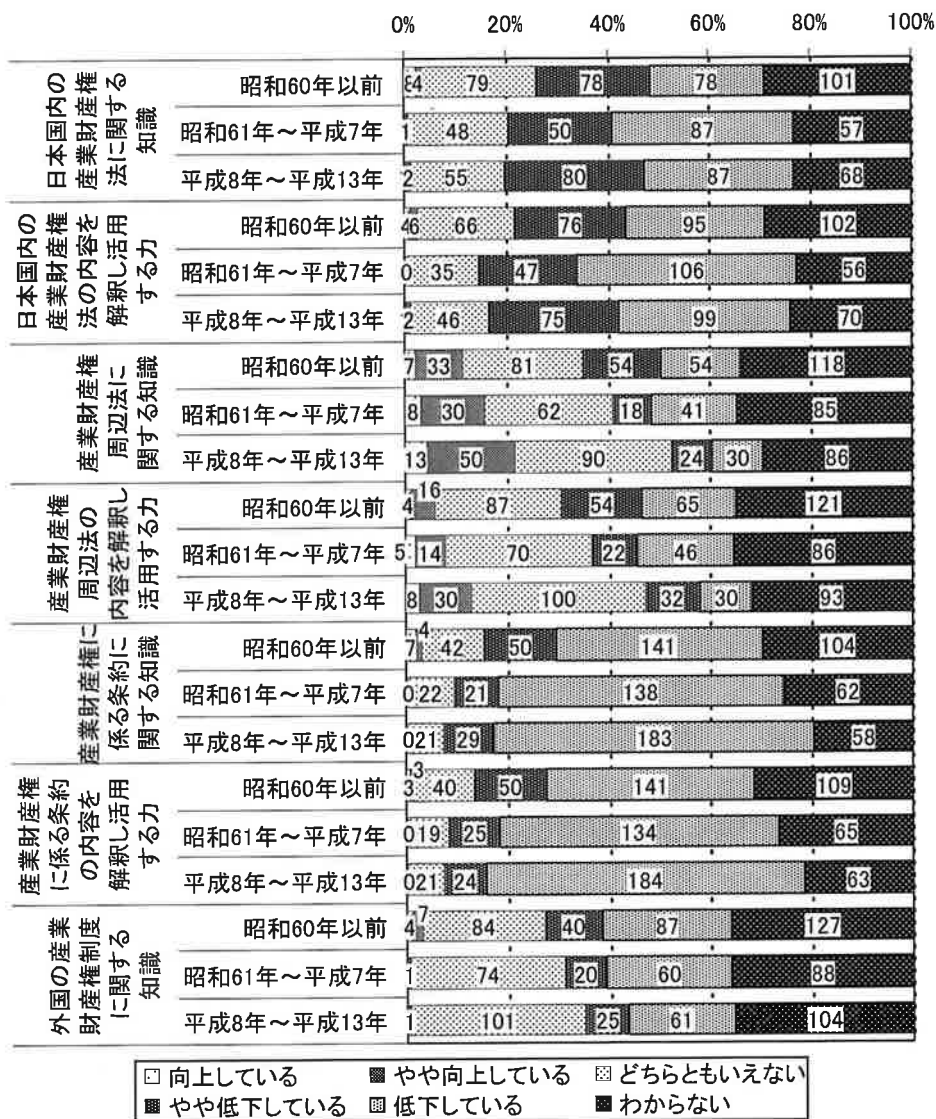 0% 20% 40% 60% 80% 100%
日本国内の
産業財産権
法に関する
知識
昭和60年以前 8 4 79 78 78 101
昭和61年～平成7年 1 48 50 87 57
平成8年～平成13年 2 55 80 87 68
日本国内の
産業財産権
法の内容を
解釈し活用
する力
昭和60年以前 4 6 66 76 95 102
昭和61年～平成7年 0 35 47 106 56
平成8年～平成13年 2 46 75 99 70
産業財産権
周辺法に
関する知識
昭和60年以前 7 33 81 54 54 118
昭和61年～平成7年 8 30 62 18 41 85
平成8年～平成13年 13 50 90 24 30 86
産業財産権
周辺法の
内容を解釈し
活用する力
昭和60年以前 4 16 87 54 65 121
昭和61年～平成7年 5 14 70 22 46 86
平成8年～平成13年 8 30 100 32 30 93
産業財産権に
係る条約に
関する知識
昭和60年以前 7 4 42 50 141 104
昭和61年～平成7年 0 22 21 138 62
平成8年～平成13年 0 21 29 183 58
産業財産権
に係る条約
の内容を
解釈し活用
する力
昭和60年以前 3 3 40 50 141 109
昭和61年～平成7年 0 19 25 134 65
平成8年～平成13年 0 21 24 184 63
外国の産業
財産権制度
に関する
知識
昭和60年以前 4 7 84 40 87 127
昭和61年～平成7年 1 74 20 60 88
平成8年～平成13年 1 101 25 61 104
向上している やや向上している どちらともいえない
やや低下している 低下している わからない